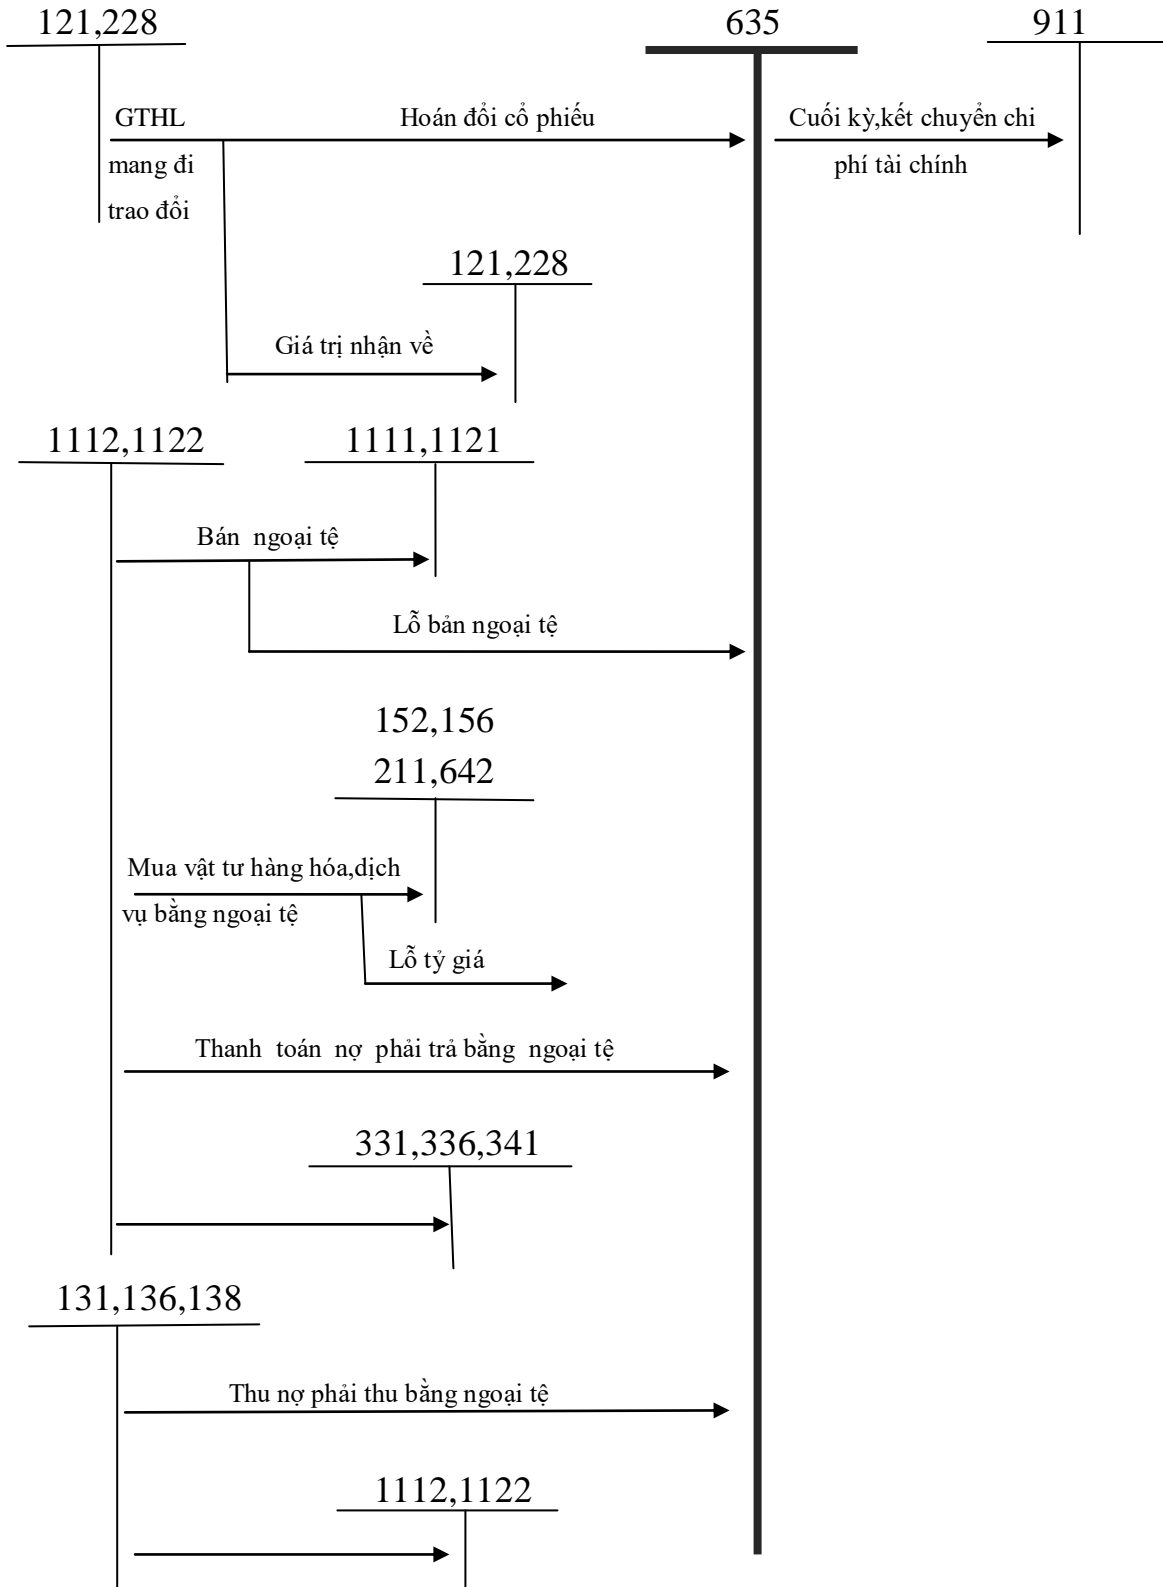 121,228
635
911
GTHL
Hoán đổi cổ phiếu
Cuối kỳ,kết chuyển chi
mang đi
phí tài chính
trao đổi
121,228
Giá trị nhận về
1112,1122
1111,1121
Bán ngoại tệ
Lỗ bản ngoại tệ
152,156
211,642
Mua vật tư hàng hóa,dịch
vụ bằng ngoại tệ
Lỗ tỷ giá
Thanh toán nợ phải trả bằng ngoại tệ
331,336,341
131,136,138
Thu nợ phải thu bằng ngoại tệ
1112,1122